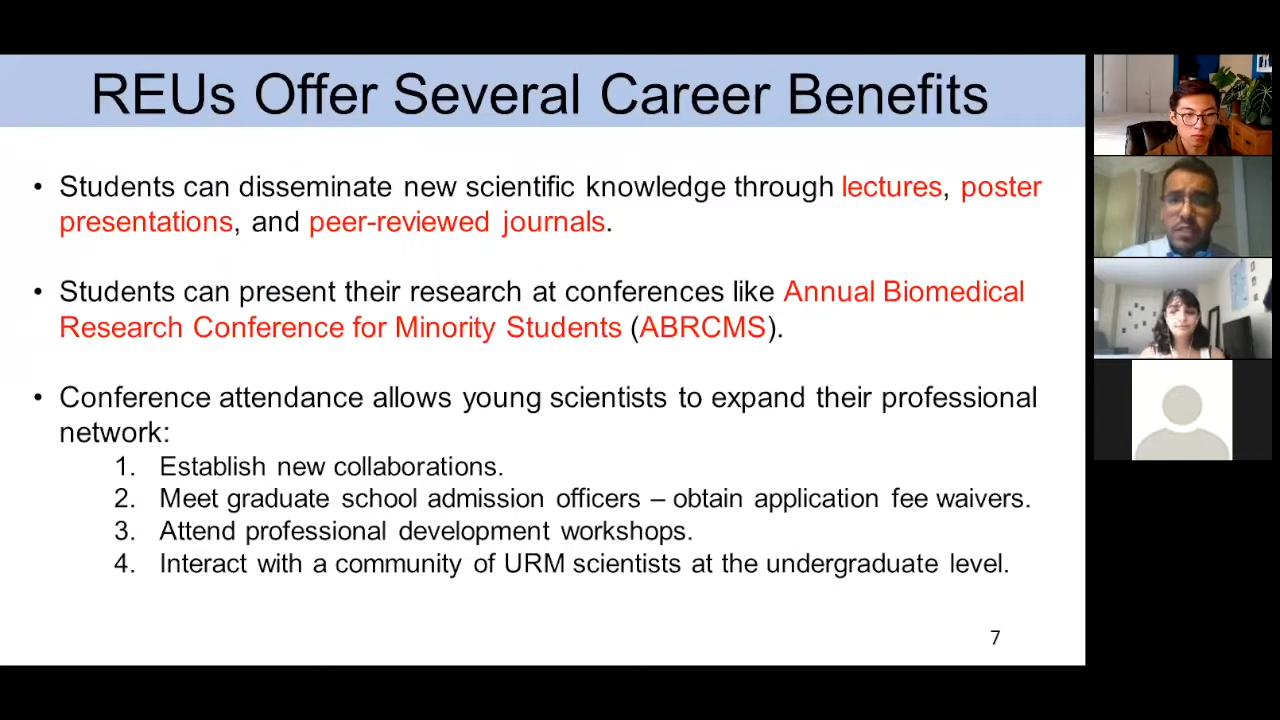 REUs Offer Several Career Benefits
• Students can disseminate new scientific knowledge through lectures, poster
presentations, and peer-reviewed journals.
• Students can present their research at conferences like Annual Biomedical
Research Conference for Minority Students (ABRCMS).
• Conference attendance allows young scientists to expand their professional
network:
1. Establish new collaborations.
2. Meet graduate school admission officers – obtain application fee waivers.
3. Attend professional development workshops.
4. Interact with a community of URM scientists at the undergraduate level.
7